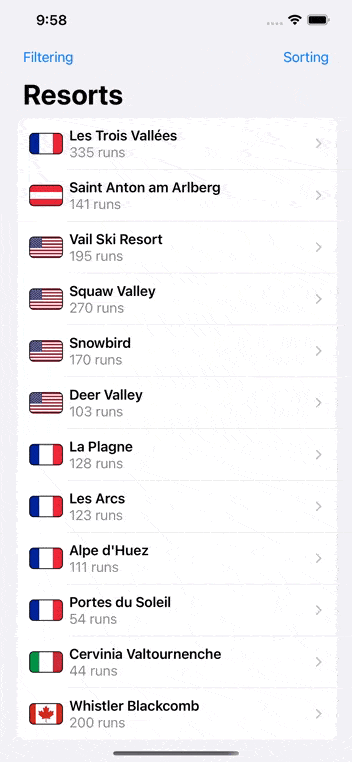 9:58
Filtering
Sorting
Resorts
Les Trois Vallées
335 runs
Saint Anton am Arlberg
141 runs
Vail Ski Resort
195 runs
Squaw Valley
270 runs
Snowbird
170 runs
Deer Valley
103 runs
La Plagne
128 runs
Les Arcs
123 runs
Alpe d'Huez
111 runs
Portes du Soleil
54 runs
Cervinia Valtournenche
44 runs
Whistler Blackcomb
200 runs